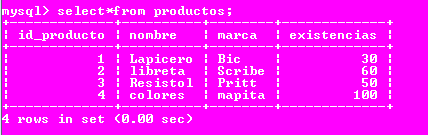 mysql> select*from productos;
+-------------+----------+--------+-------------+
| id_producto | nombre | marca | existencias |
+-------------+----------+--------+-------------+
| 1 | Lapicero | Bic | 30 |
| 2 | libreta | Scribe | 60 |
| 3 | Resistol | Pritt | 50 |
| 4 | colores | mapita | 100 |
+-------------+----------+--------+-------------+
4 rows in set (0.00 sec)